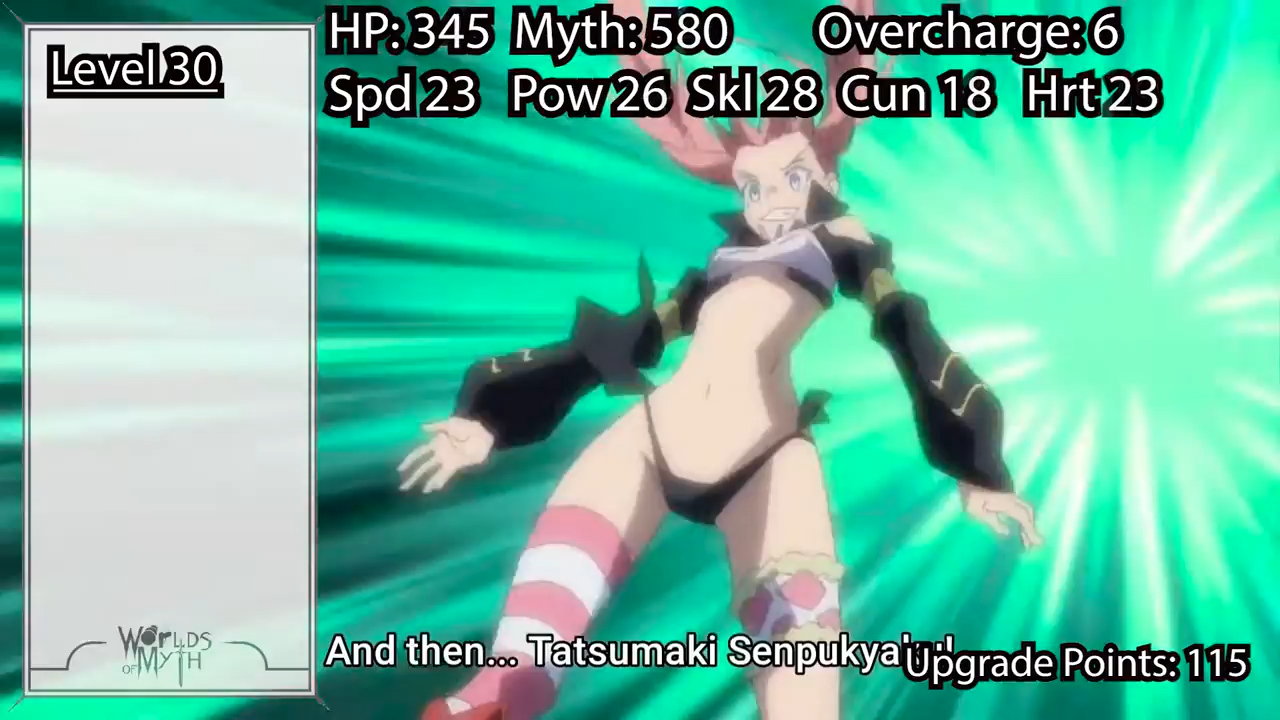 Level 30
HP: 345 Myth: 580 Overcharge: 6
Spd 23 Pow 26 Skl 28 Cun 18 Hrt 23
WORLDS
OF MYTH
And then... Tatsumaki Senpukyaku!
Upgrade Points: 115